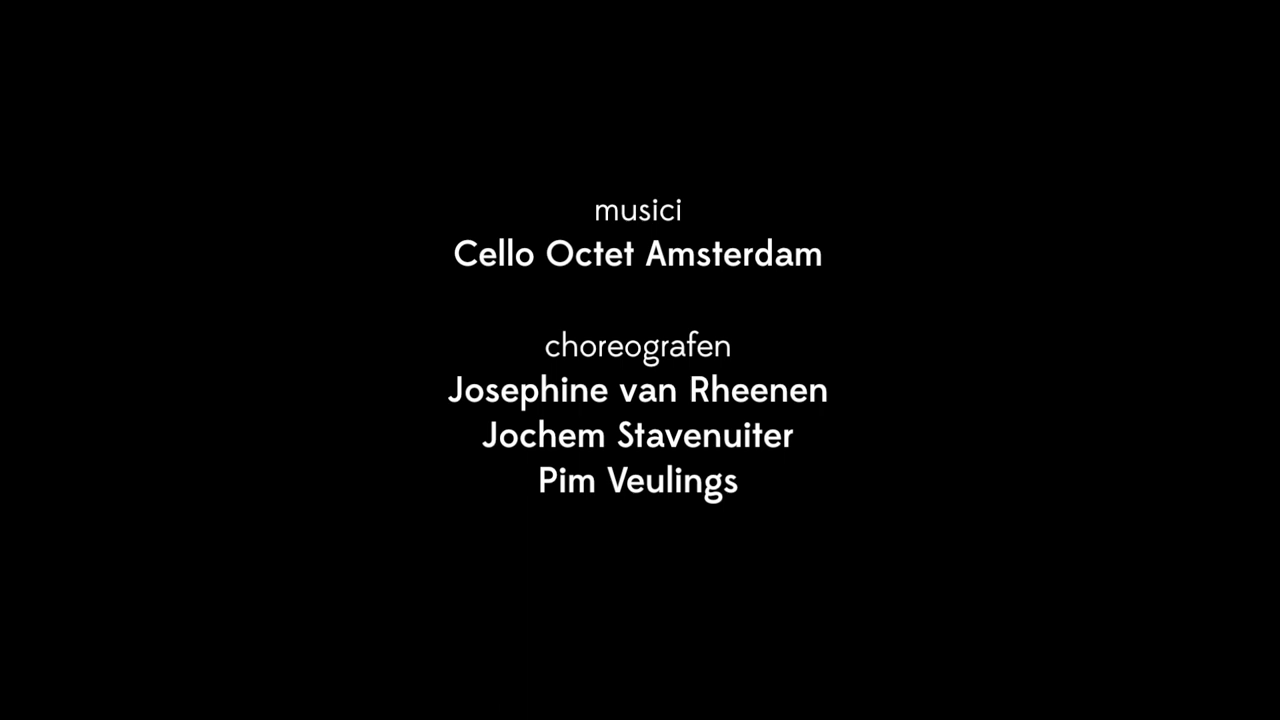 musici
Cello Octet Amsterdam
choreografen
Josephine van Rheenen
Jochem Stavenuiter
Pim Veulings